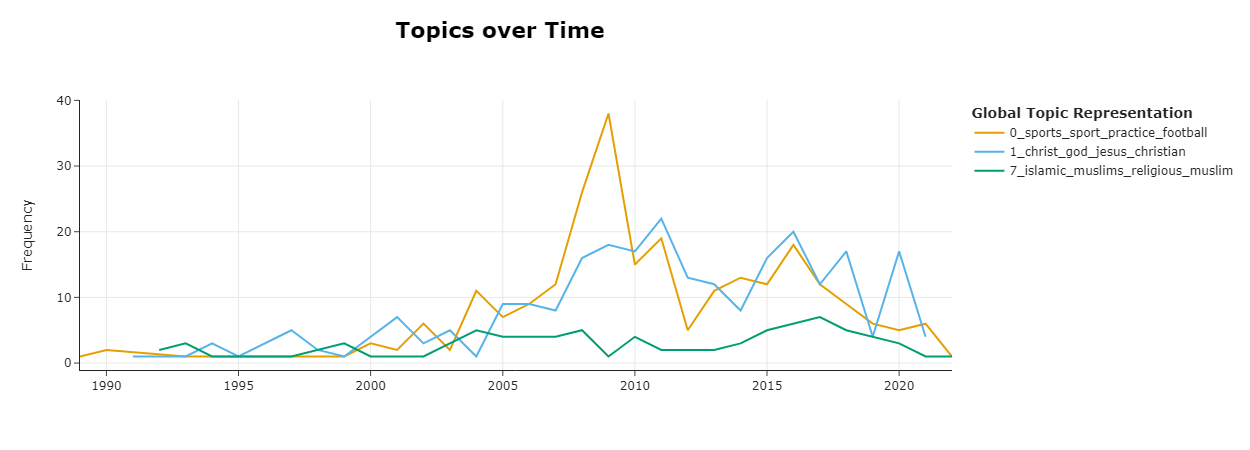 Topics over Time
Frequency
40
30
20
10
0
1990 1995 2000 2005 2010 2015 2020
Global Topic Representation
0_sports_sport_practice_football
1_christ_god_jesus_christian
7_islamic_muslims_religious_muslim